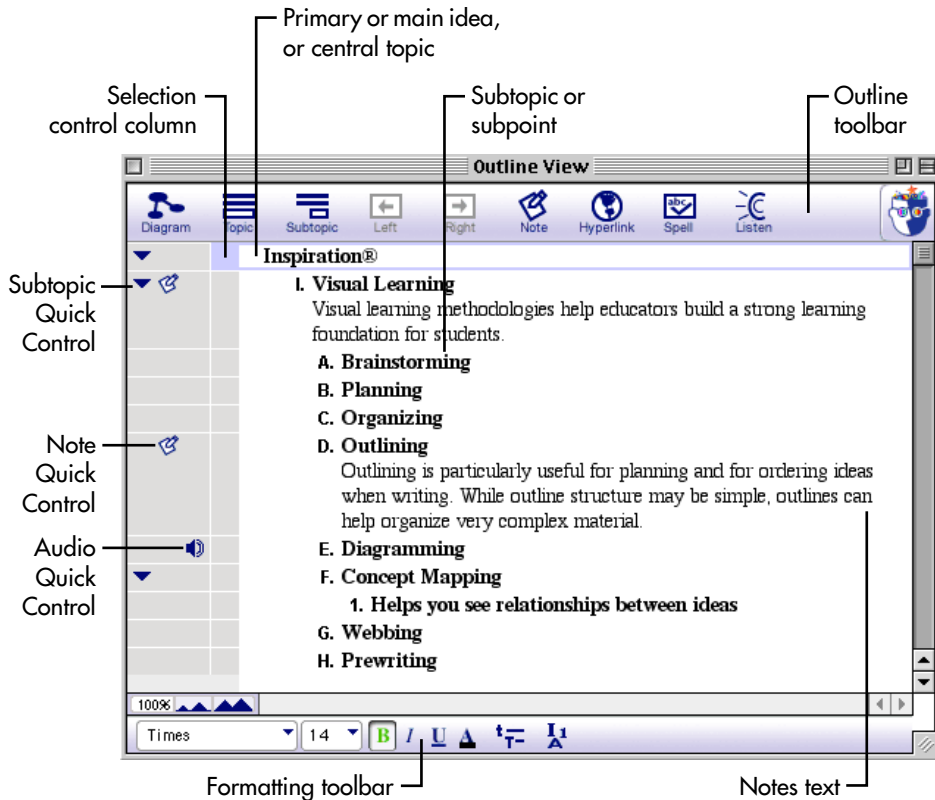 Primary or main idea,
or central topic
Selection
control column
Subtopic or
subpoint
Outline
toolbar
Outline View
Diagram
Topic
Subtopic
Left
Right
Note
Hyperlink
abc
Spell
Listen
Inspiration®
Subtopic
Quick
Control
I. Visual Learning
Visual learning methodologies help educators build a strong learning
foundation for students.
A. Brainstorming
B. Planning
C. Organizing
Note
Quick
Control
D. Outlining
Outlining is particularly useful for planning and for ordering ideas
when writing. While outline structure may be simple, outlines can
help organize very complex material.
Audio
Quick
Control
E. Diagramming
F. Concept Mapping
1. Helps you see relationships between ideas
G. Webbing
H. Prewriting
100%
Times
14
B I U A t T I 1 A
Formatting toolbar
Notes text